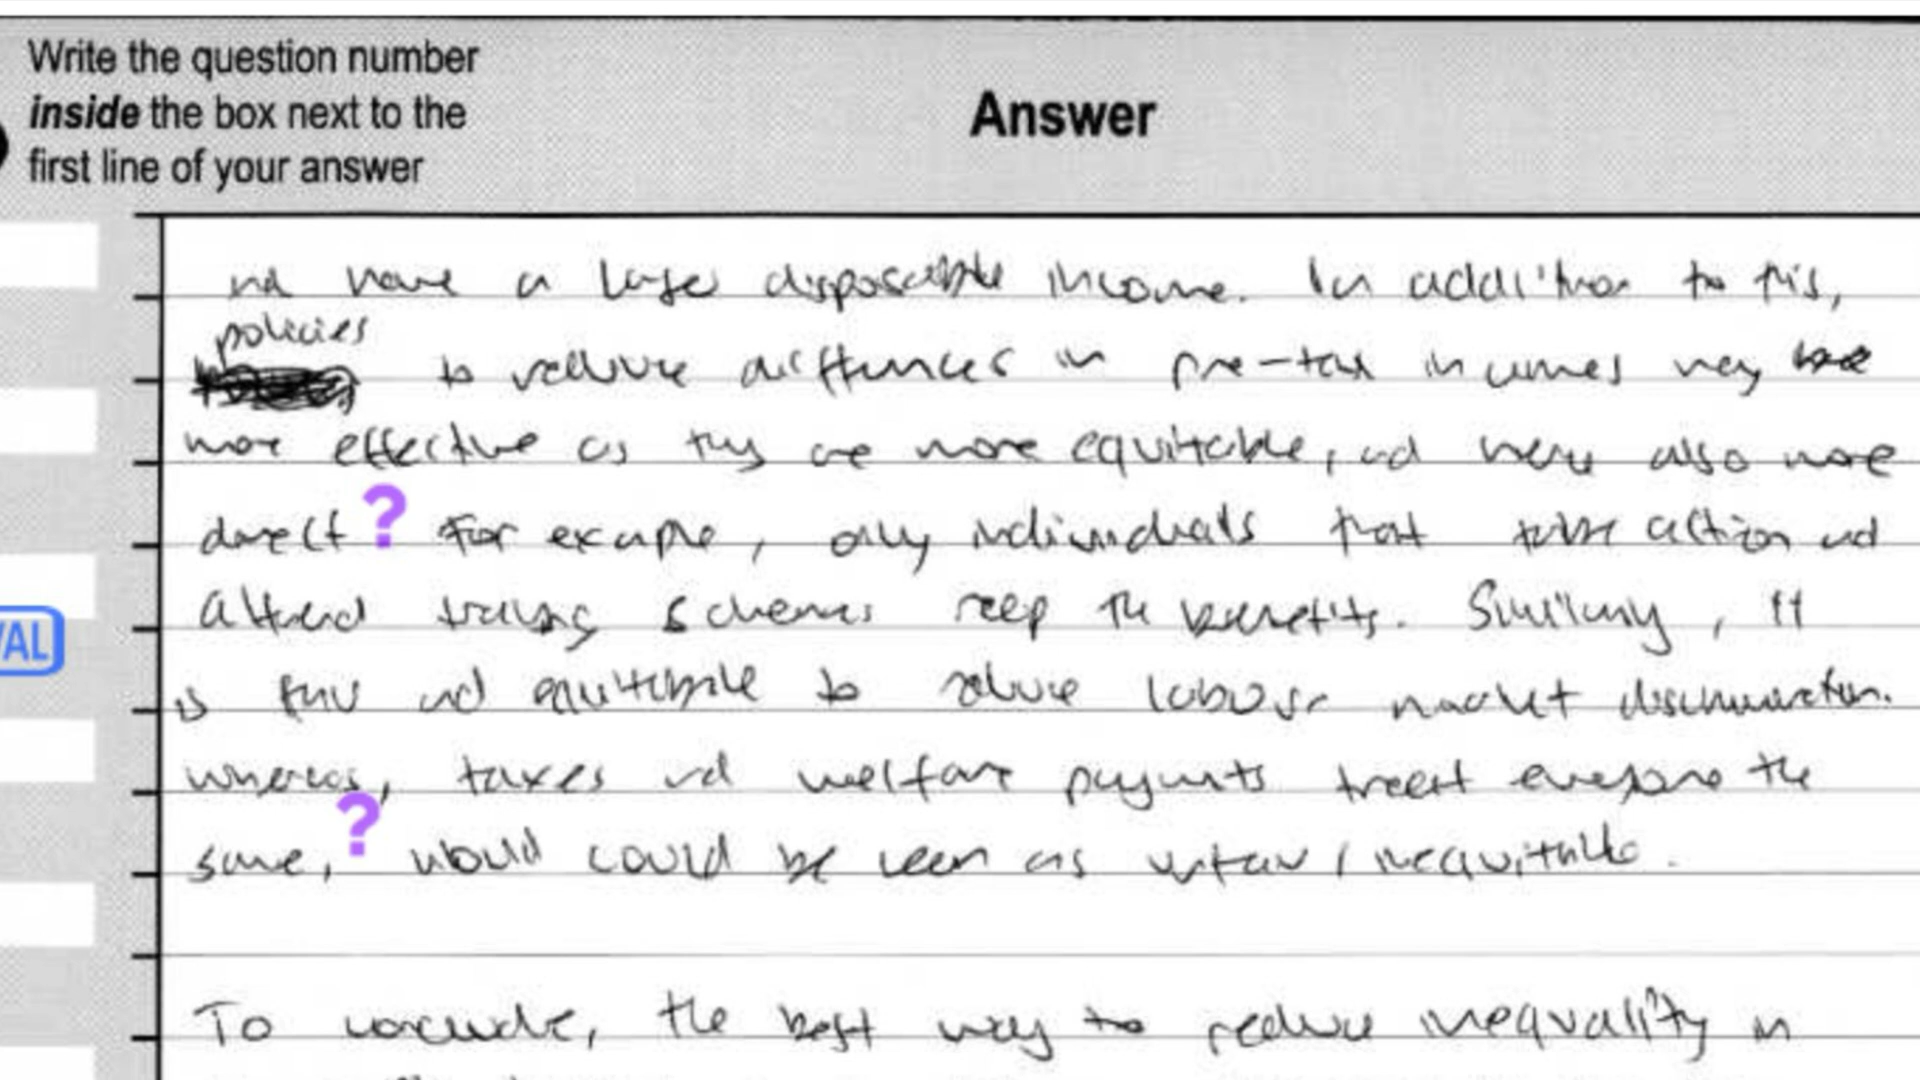 Write the question number
inside the box next to the
first line of your answer
Answer
and have a larger disposable income. In addition to this,
policies
to reduce differences in pre-tax incomes may be
more effective as they are more equitable, and are also more
direct ? For example, only individuals that take action and
attend training schemes reep the benefits. Similarly, it
is fair and equitable to reduce labour market discrimination.
VAL
whereas, taxes and welfare payments treat everyone the
same, ? would could be seen as unfair / inequitable.
To conclude, the best way to reduce inequality in